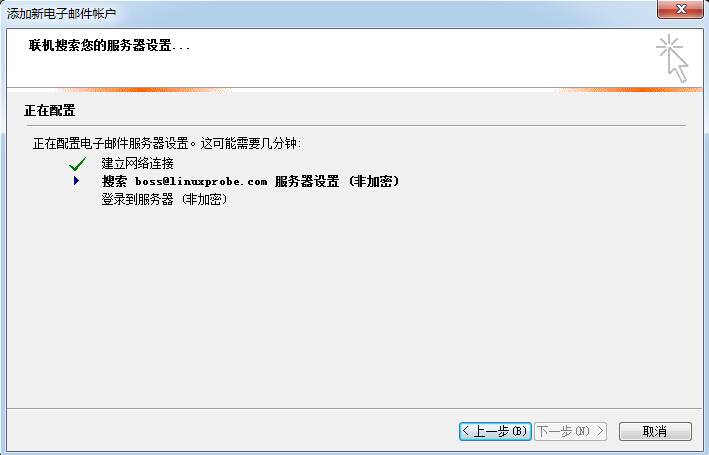 添加新电子邮件帐户
联机搜索您的服务器设置...
正在配置
正在配置电子邮件服务器设置。这可能需要几分钟:
建立网络连接
搜索 boss@linuxprobe.com 服务器设置 (非加密)
登录到服务器 (非加密)
< 上一步(B) 下一步(N) > 取消